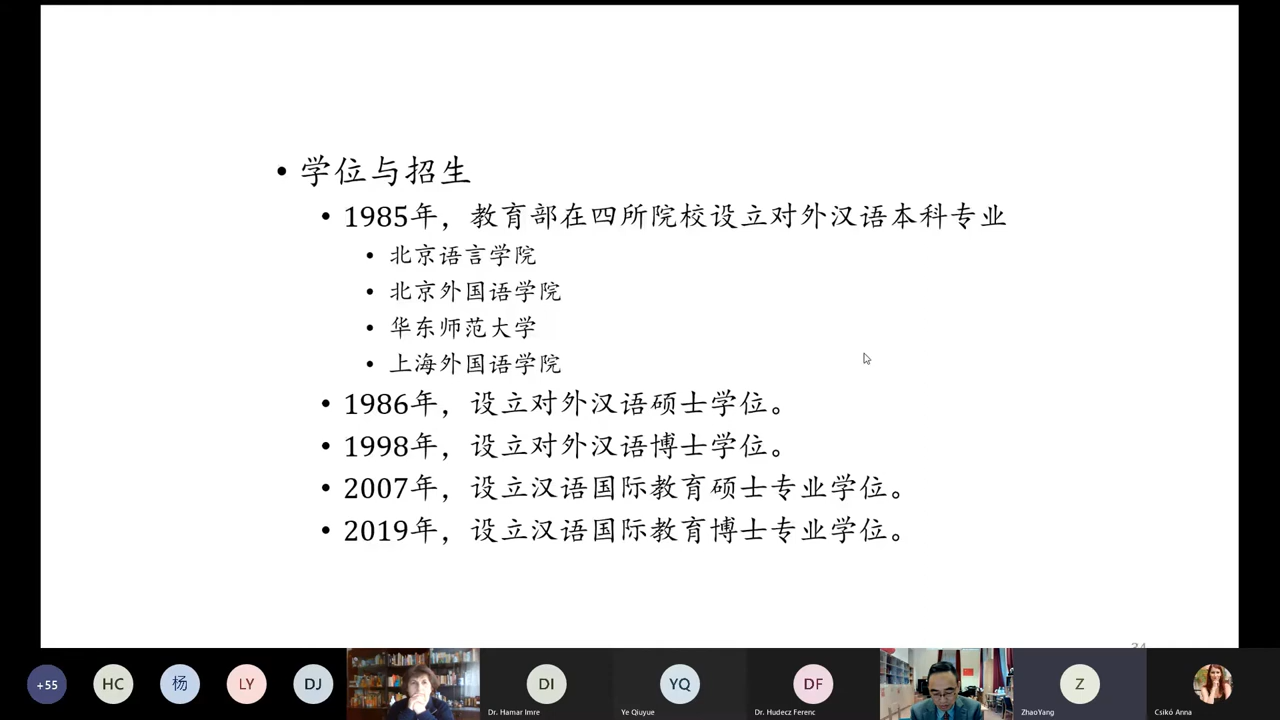 学位与招生
1985年，教育部在四所院校设立对外汉语本科专业
北京语言学院
北京外国语学院
华东师范大学
上海外国语学院
1986年，设立对外汉语硕士学位。
1998年，设立对外汉语博士学位。
2007年，设立汉语国际教育硕士专业学位。
2019年，设立汉语国际教育博士专业学位。
+55
HC
杨
LY
DJ
DI
YQ
DF
Z
Dr. Hamar Imre
Ye Qiuyue
Dr. Hudecz Ferenc
ZhaoYang
Csikó Anna